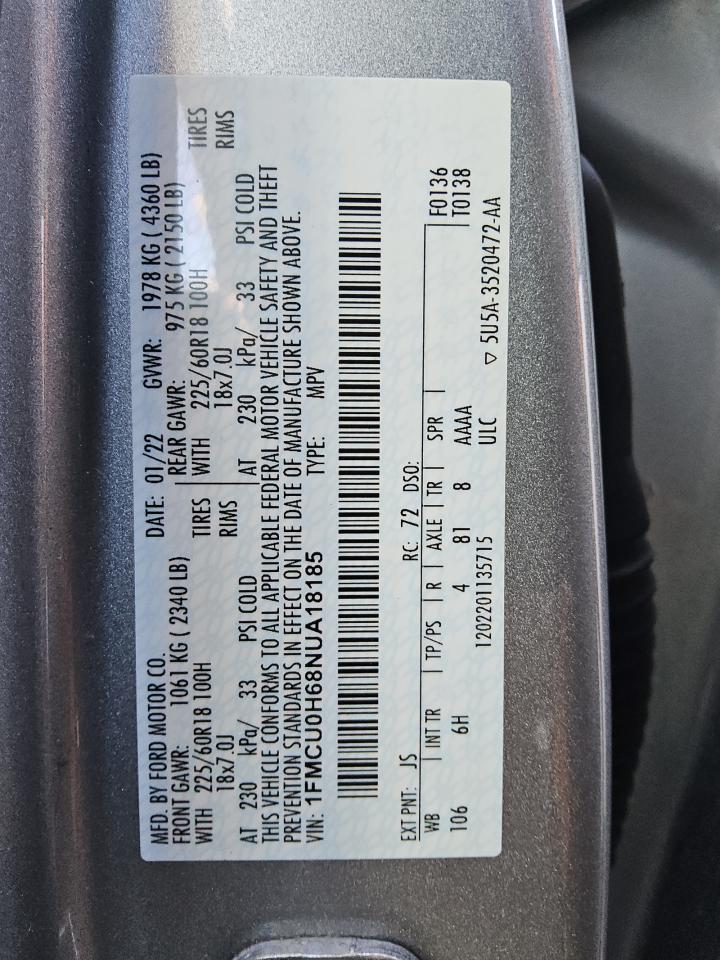 MFD. BY FORD MOTOR CO. DATE: 01/22 GVWR: 1978 KG ( 4360 LB)
FRONT GAWR: 1061 KG ( 2340 LB) REAR GAWR: 975 KG ( 2150 LB)
WITH 225/60R18 100H TIRES WITH 225/60R18 100H TIRES
18x7.0J RIMS 18x7.0J RIMS
AT 230 kPa/ 33 PSI COLD AT 230 kPa/ 33 PSI COLD
THIS VEHICLE CONFORMS TO ALL APPLICABLE FEDERAL MOTOR VEHICLE SAFETY AND THEFT
PREVENTION STANDARDS IN EFFECT ON THE DATE OF MANUFACTURE SHOWN ABOVE.
VIN: 1FMCU0H68NUA18185 TYPE: MPV
EXT PNT: JS RC: 72 DSO: F0136
WB INT TR TP/PS R AXLE TR SPR T0138
106 6H 4 81 8 AAAA
1202201135715 ULC
▽ 5U5A-3520472-AA